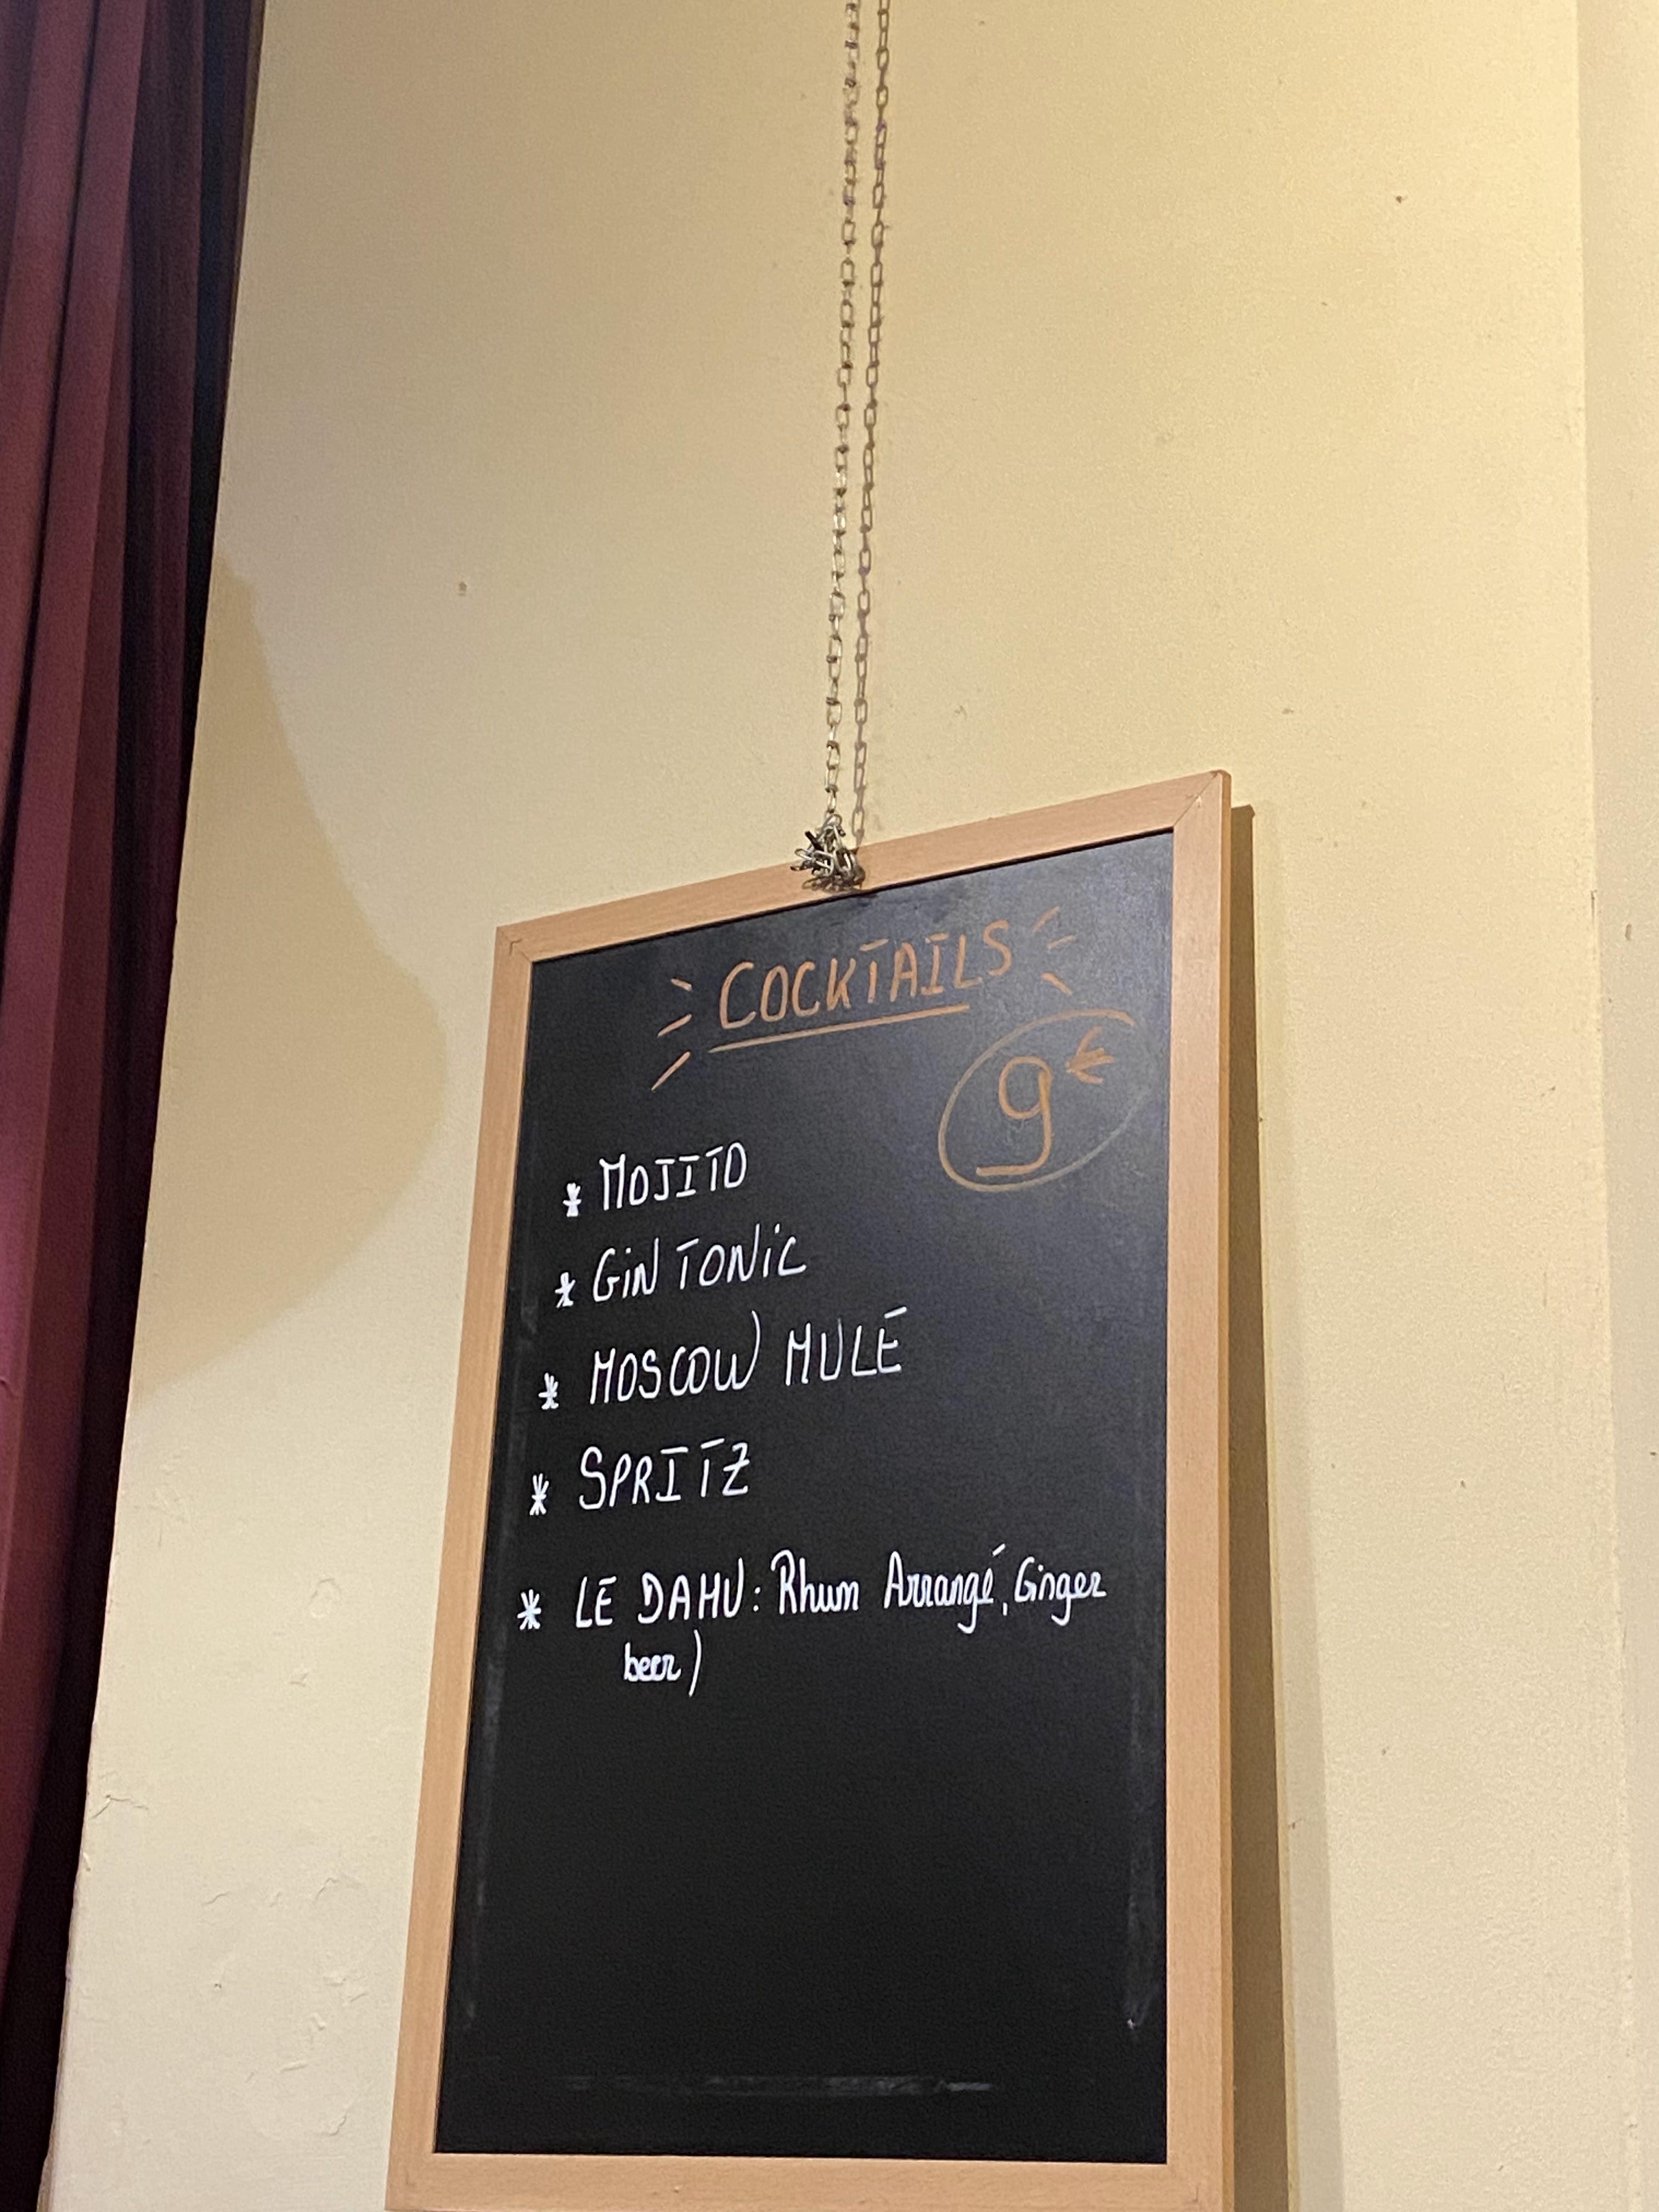 COCKTAILS
9€
* MOJITO
* GiN TONiC
* MOSCOW MULE
* SPRITZ
* LE DAHU: Rhum Arrangé, Ginger
beer)